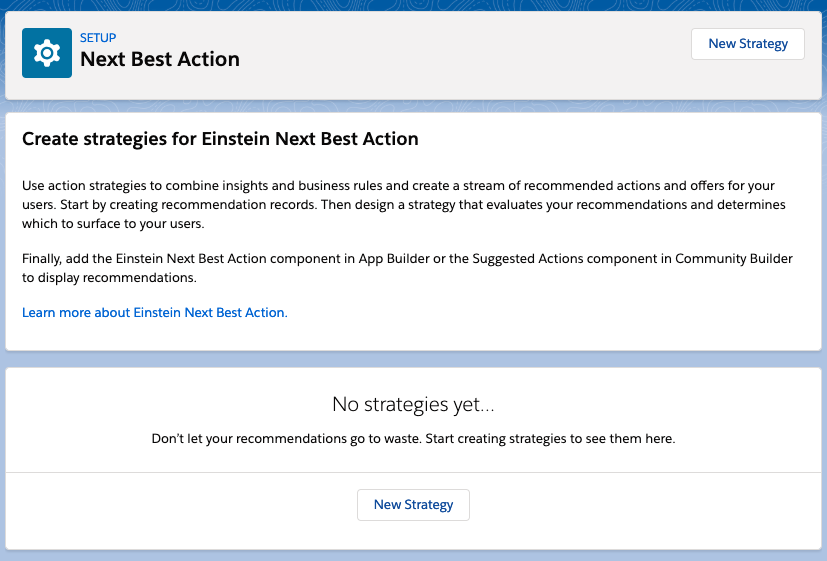 SETUP
Next Best Action
New Strategy
Create strategies for Einstein Next Best Action
Use action strategies to combine insights and business rules and create a stream of recommended actions and offers for your
users. Start by creating recommendation records. Then design a strategy that evaluates your recommendations and determines
which to surface to your users.
Finally, add the Einstein Next Best Action component in App Builder or the Suggested Actions component in Community Builder
to display recommendations.
Learn more about Einstein Next Best Action.
No strategies yet...
Don't let your recommendations go to waste. Start creating strategies to see them here.
New Strategy